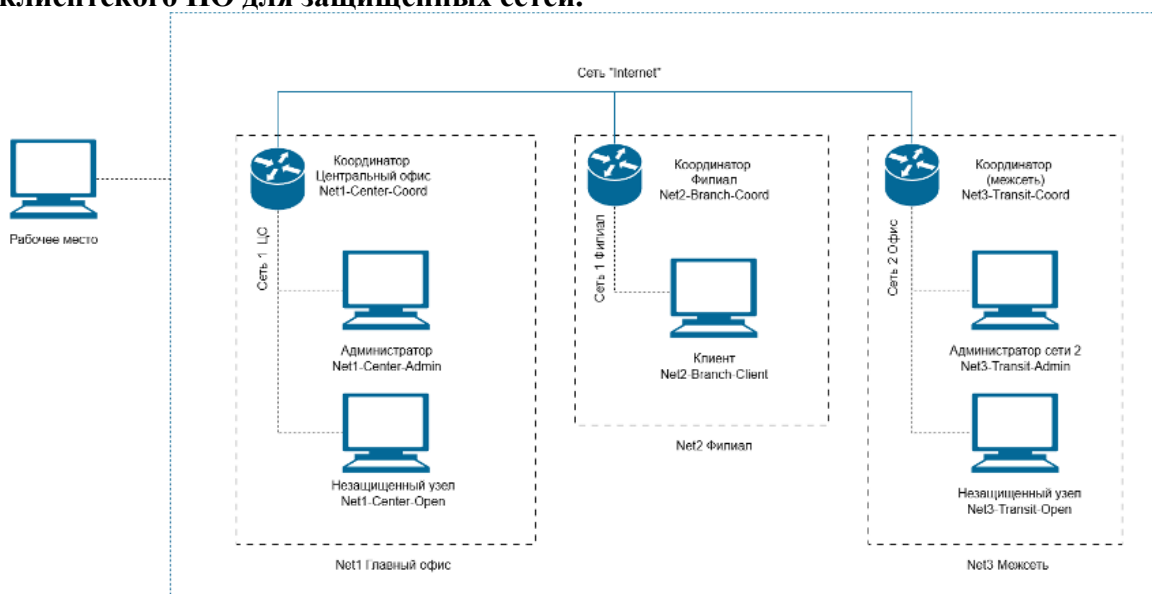 клиентского ПО для защищенных сетей.
Сеть "Internet"
Координатор
Центральный офис
Net1-Center-Coord
Координатор
Филиал
Net2-Branch-Coord
Координатор
(межсеть)
Net3-Transit-Coord
Рабочее место
Сеть 1 ЦО
Сеть 1 Филиал
Сеть 2 Офис
Администратор
Net1-Center-Admin
Клиент
Net2-Branch-Client
Администратор сети 2
Net3-Transit-Admin
Незащищенный узел
Net1-Center-Open
Net2 Филиал
Незащищенный узел
Net3-Transit-Open
Net1 Главный офис
Net3 Межсеть